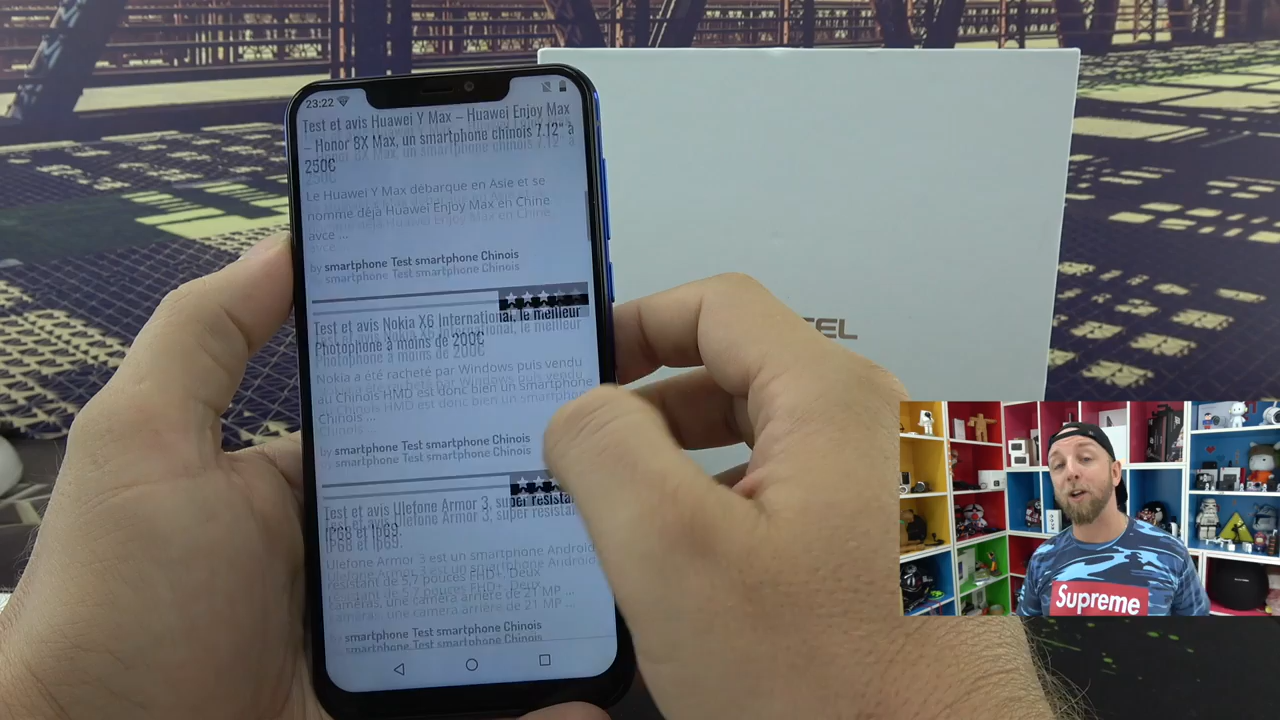 23:22
Test et avis Huawei Y Max – Huawei Enjoy Max
– Honor 8X Max, un smartphone chinois 7.12" à
250€
Le Huawei Y Max débarque en Asie et se
nomme déjà Huawei Enjoy Max en Chine
avce ...
by smartphone Test smartphone Chinois
Test et avis Nokia X6 International, le meilleur
Photophone à moins de 200€
Nokia a été racheté par Windows puis vendu
au Chinois HMD est donc bien un smartphone
Chinois ...
by smartphone Test smartphone Chinois
Test et avis Ulefone Armor 3, super résista
IP68 et Ip69.
Ulefone Armor 3 est un smartphone Android
résistant de 5.7 pouces FHD+. Deux
caméras, une camera arrière de 21 MP ...
smartphone Test smartphone Chinois
Supreme